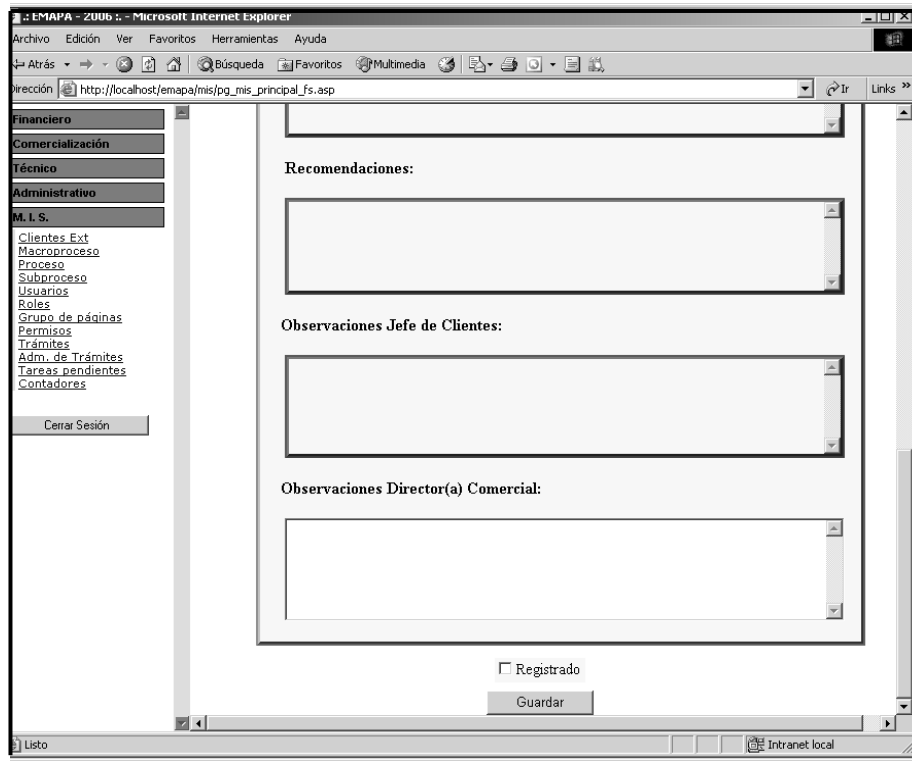 .: EMAPA - 2006 :. - Microsoft Internet Explorer
Archivo Edición Ver Favoritos Herramientas Ayuda
Atrás Búsqueda Favoritos Multimedia
Dirección http://localhost/emapa/mis/pg_mis_principal_fs.asp Ir Links »
Financiero
Comercialización
Técnico
Administrativo
M. I. S.
Clientes Ext
Macroproceso
Proceso
Subproceso
Usuarios
Roles
Grupo de páginas
Permisos
Trámites
Adm. de Trámites
Tareas pendientes
Contadores
Cerrar Sesión
Recomendaciones:
Observaciones Jefe de Clientes:
Observaciones Director(a) Comercial:
Registrado
Guardar
Listo Intranet local